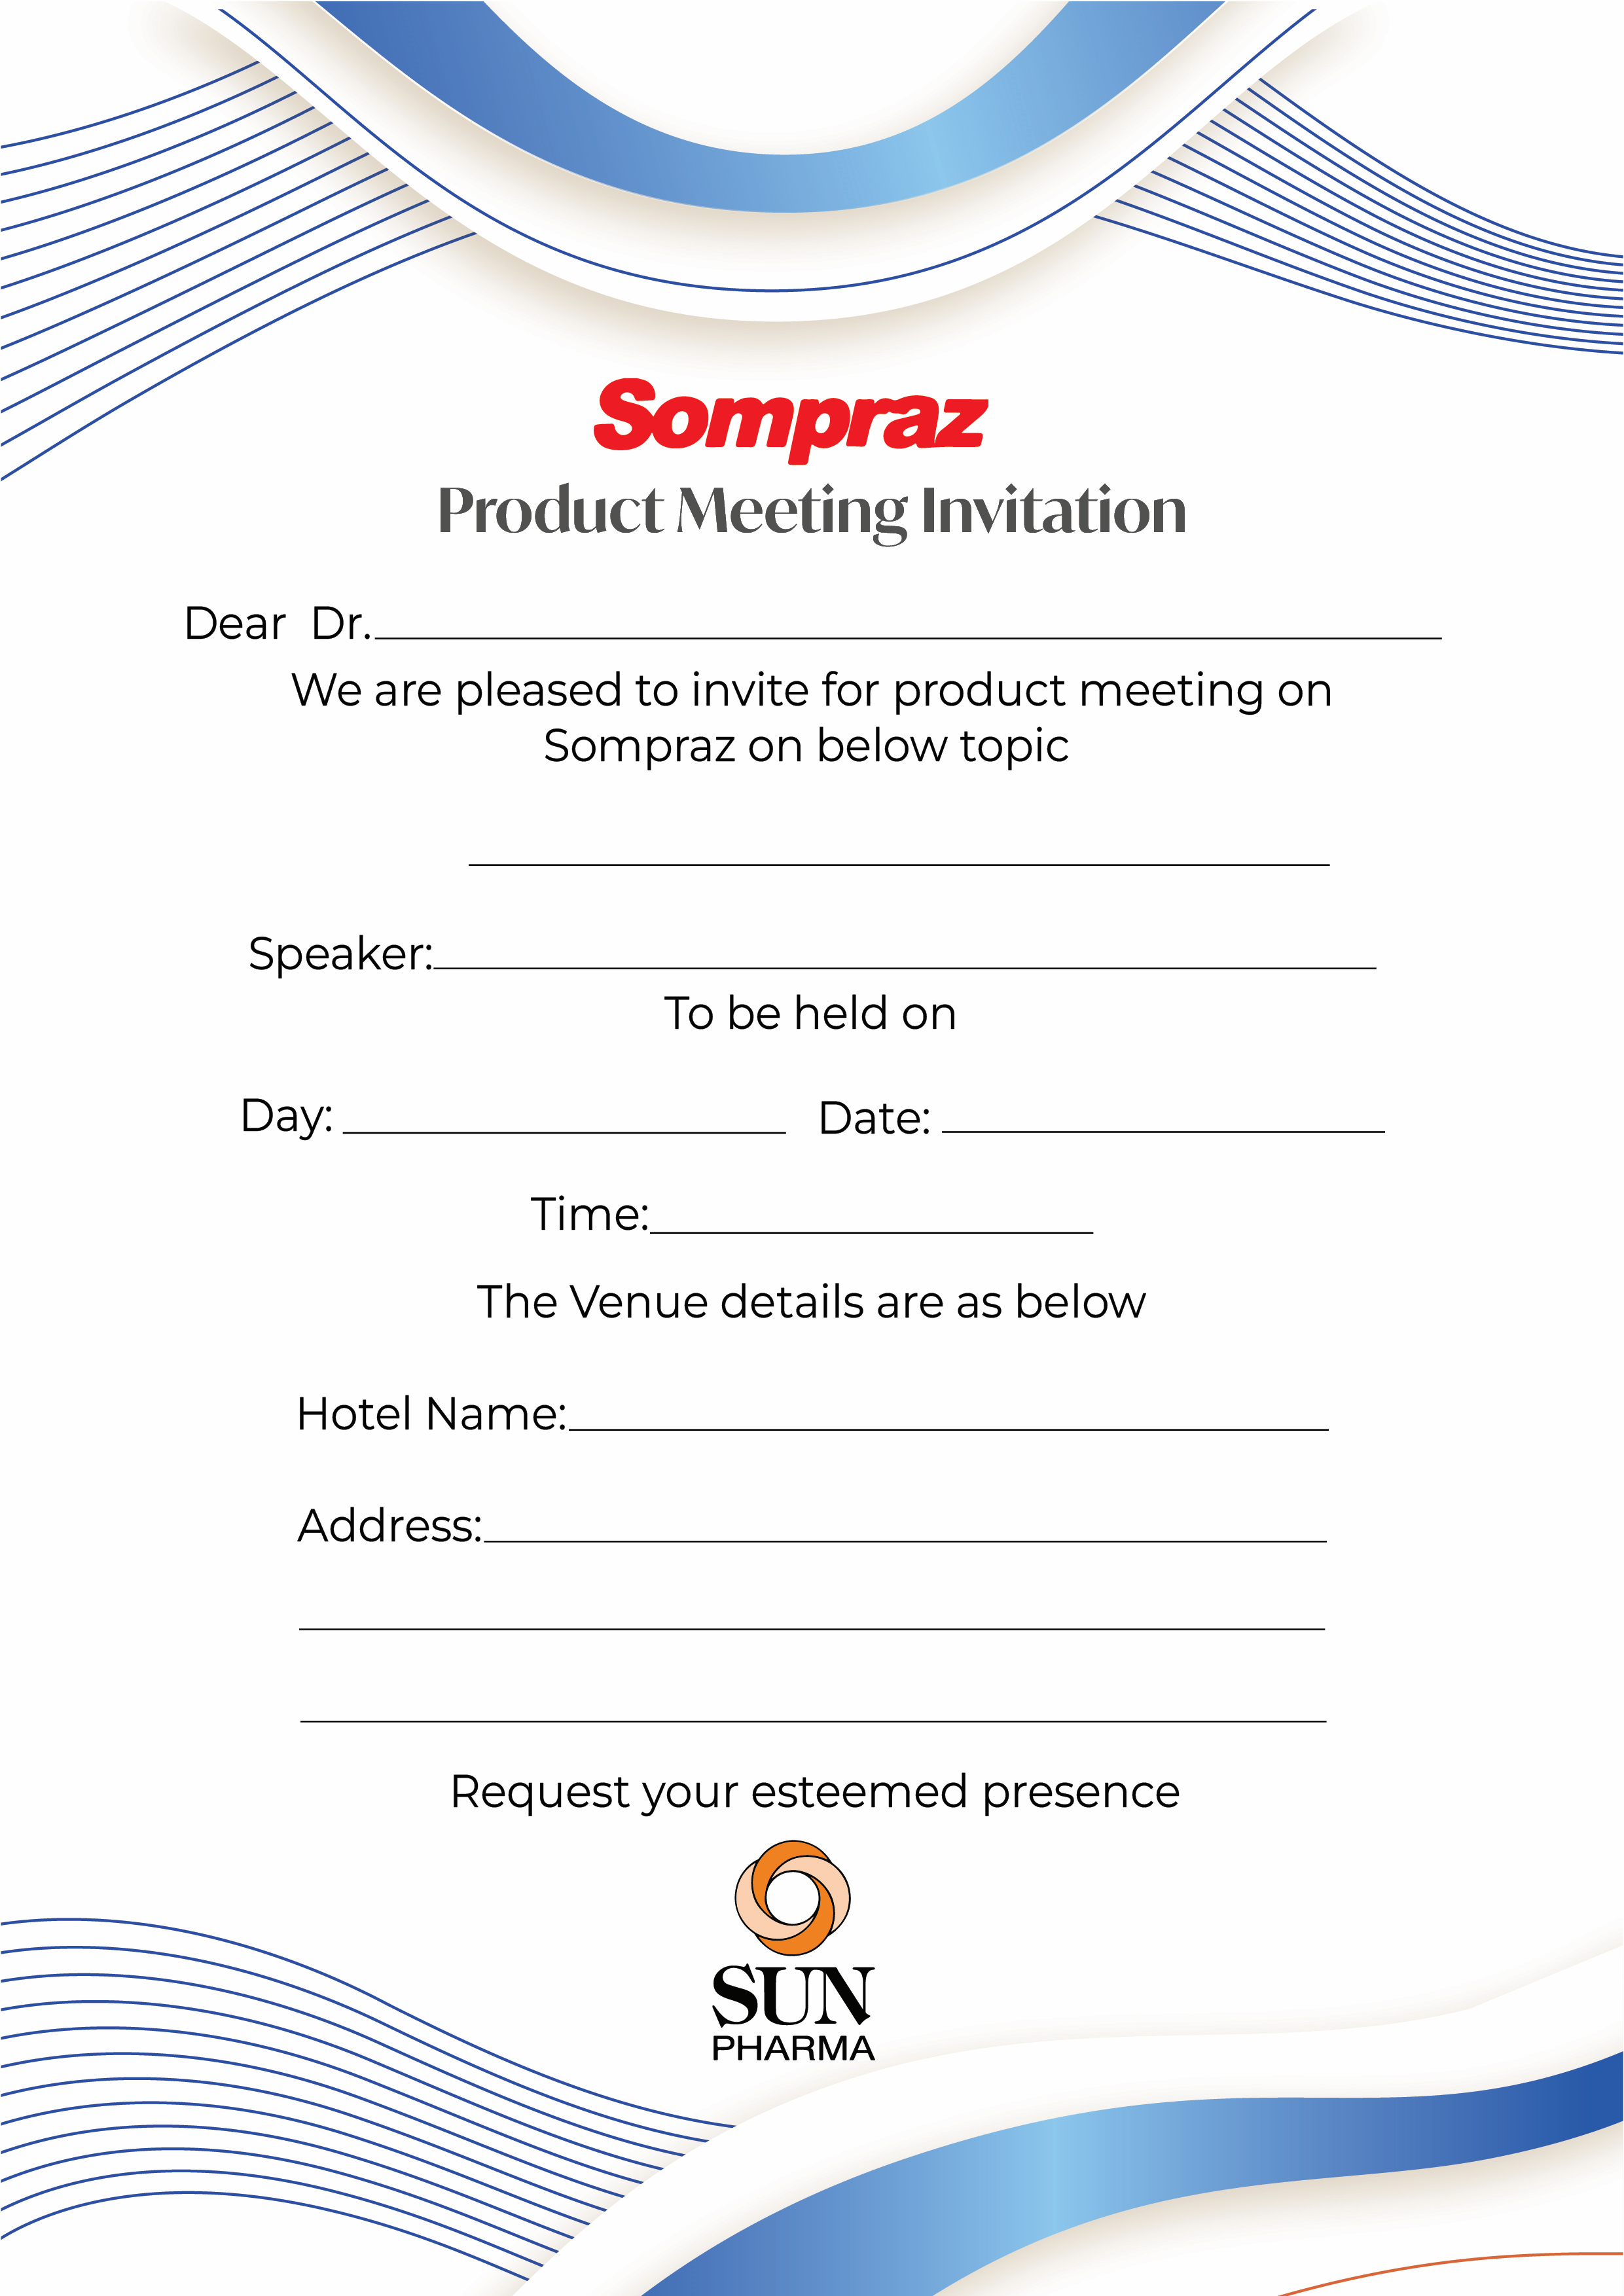 Sompraz
Product Meeting Invitation
Dear Dr.
We are pleased to invite for product meeting on
Sompraz on below topic
Speaker:
To be held on
Day: Date:
Time:
The Venue details are as below
Hotel Name:
Address:
Request your esteemed presence
SUN
PHARMA